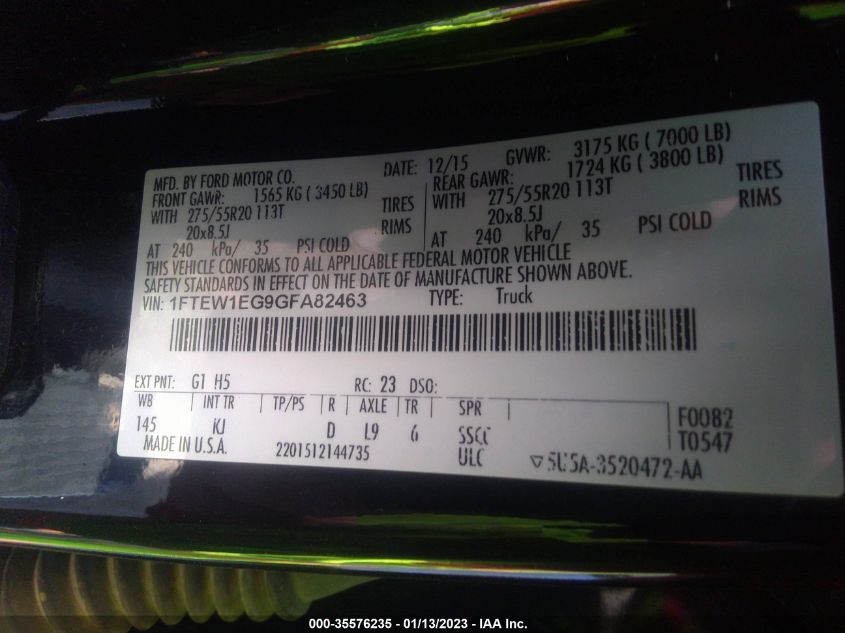 MFD. BY FORD MOTOR CO. DATE: 12/15 GVWR: 3175 KG ( 7000 LB)
FRONT GAWR: 1565 KG ( 3450 LB) REAR GAWR: 1724 KG ( 3800 LB)
WITH 275/55R20 113T TIRES WITH 275/55R20 113T TIRES
20x8.5J RIMS 20x8.5J RIMS
AT 240 kPa/ 35 PSI COLD AT 240 kPa/ 35 PSI COLD
THIS VEHICLE CONFORMS TO ALL APPLICABLE FEDERAL MOTOR VEHICLE
SAFETY STANDARDS IN EFFECT ON THE DATE OF MANUFACTURE SHOWN ABOVE.
VIN: 1FTEW1EG9GFA82463 TYPE: Truck
EXT PNT: G1 H5 RC: 23 DSO:
WB INT TR TP/PS R AXLE TR SPR F0082
145 KJ D L9 6 SSCC T0547
MADE IN U.S.A. 2201512144735 ULC ▽5U5A-3520472-AA
000-35576235 - 01/13/2023 - IAA Inc.